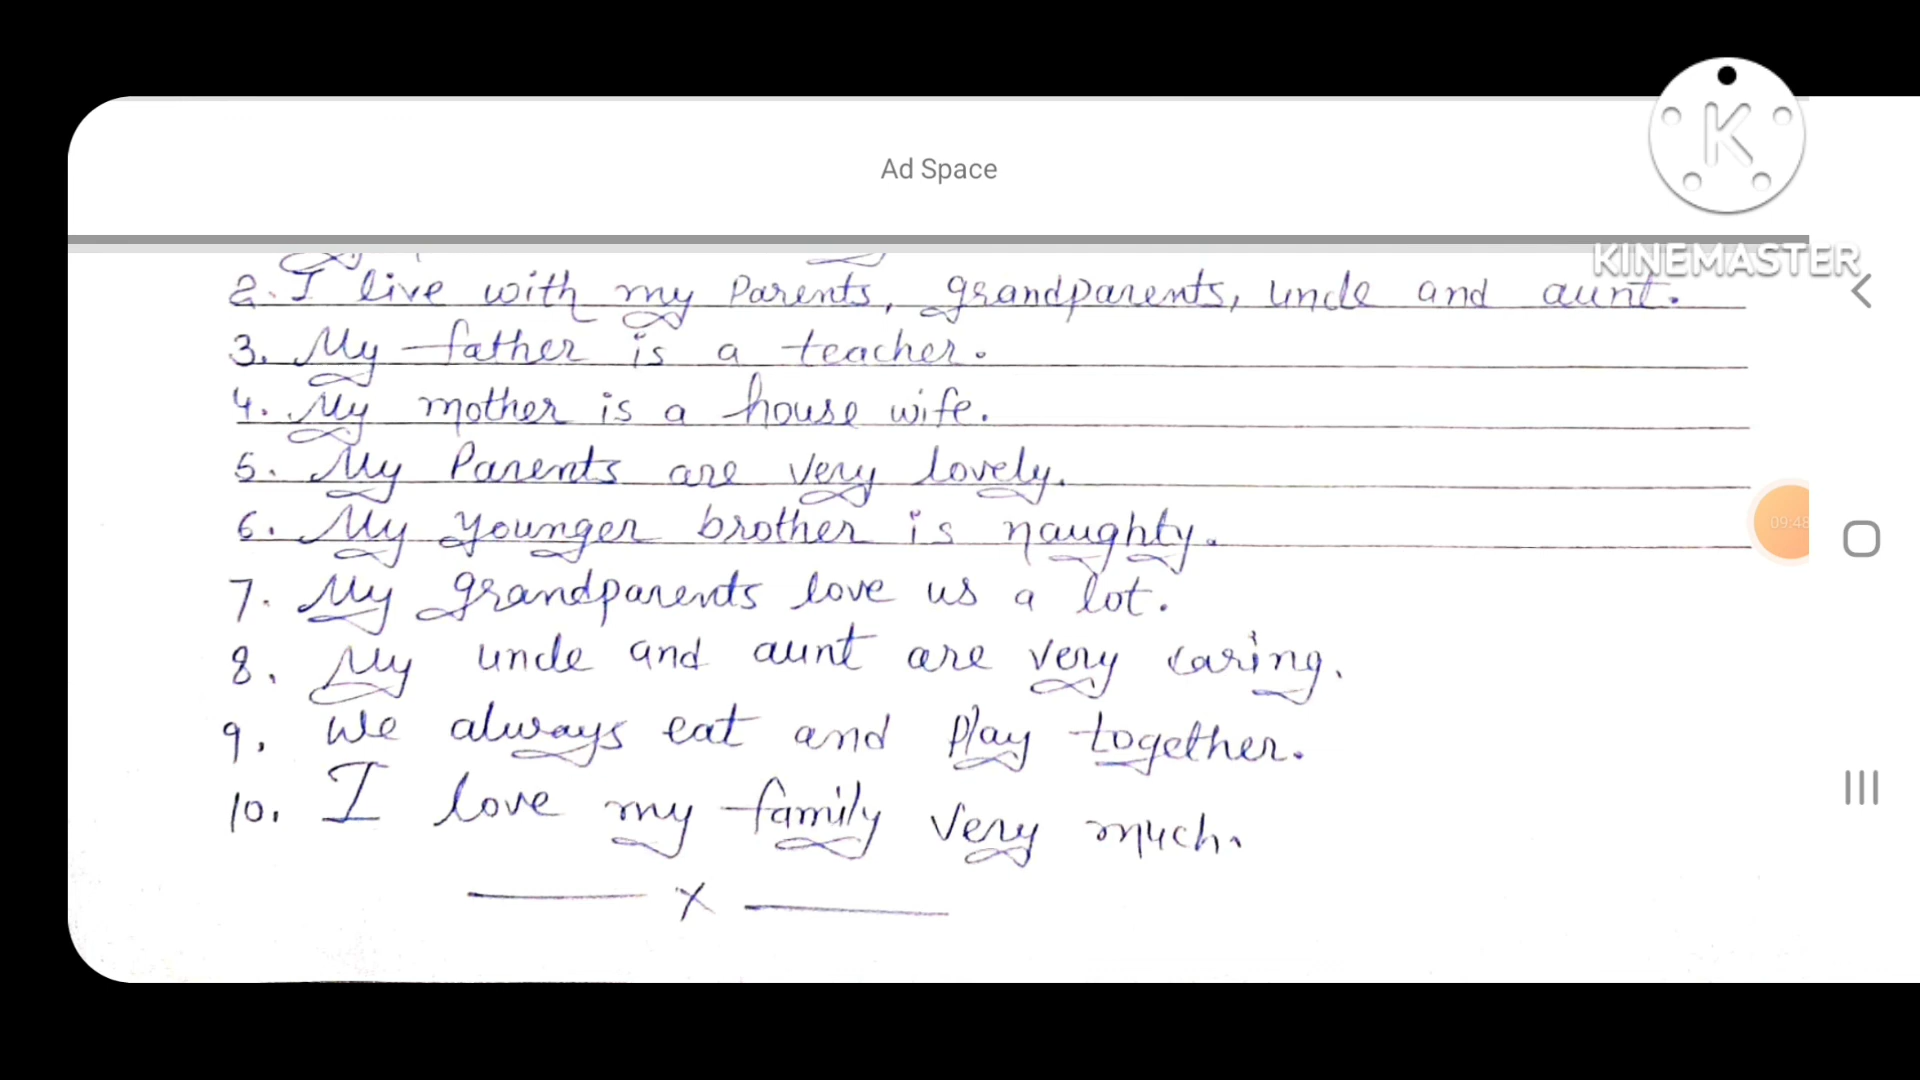 Ad Space
K
KINEMASTER
2. I live with my Parents, grandparents, uncle and aunt.
3. My father is a teacher.
4. My mother is a house wife.
5. My Parents are very lovely.
6. My younger brother is naughty.
09:48
7. My grandparents love us a lot.
8. My uncle and aunt are very caring.
9. We always eat and Play together.
10. I love my family very much.
x